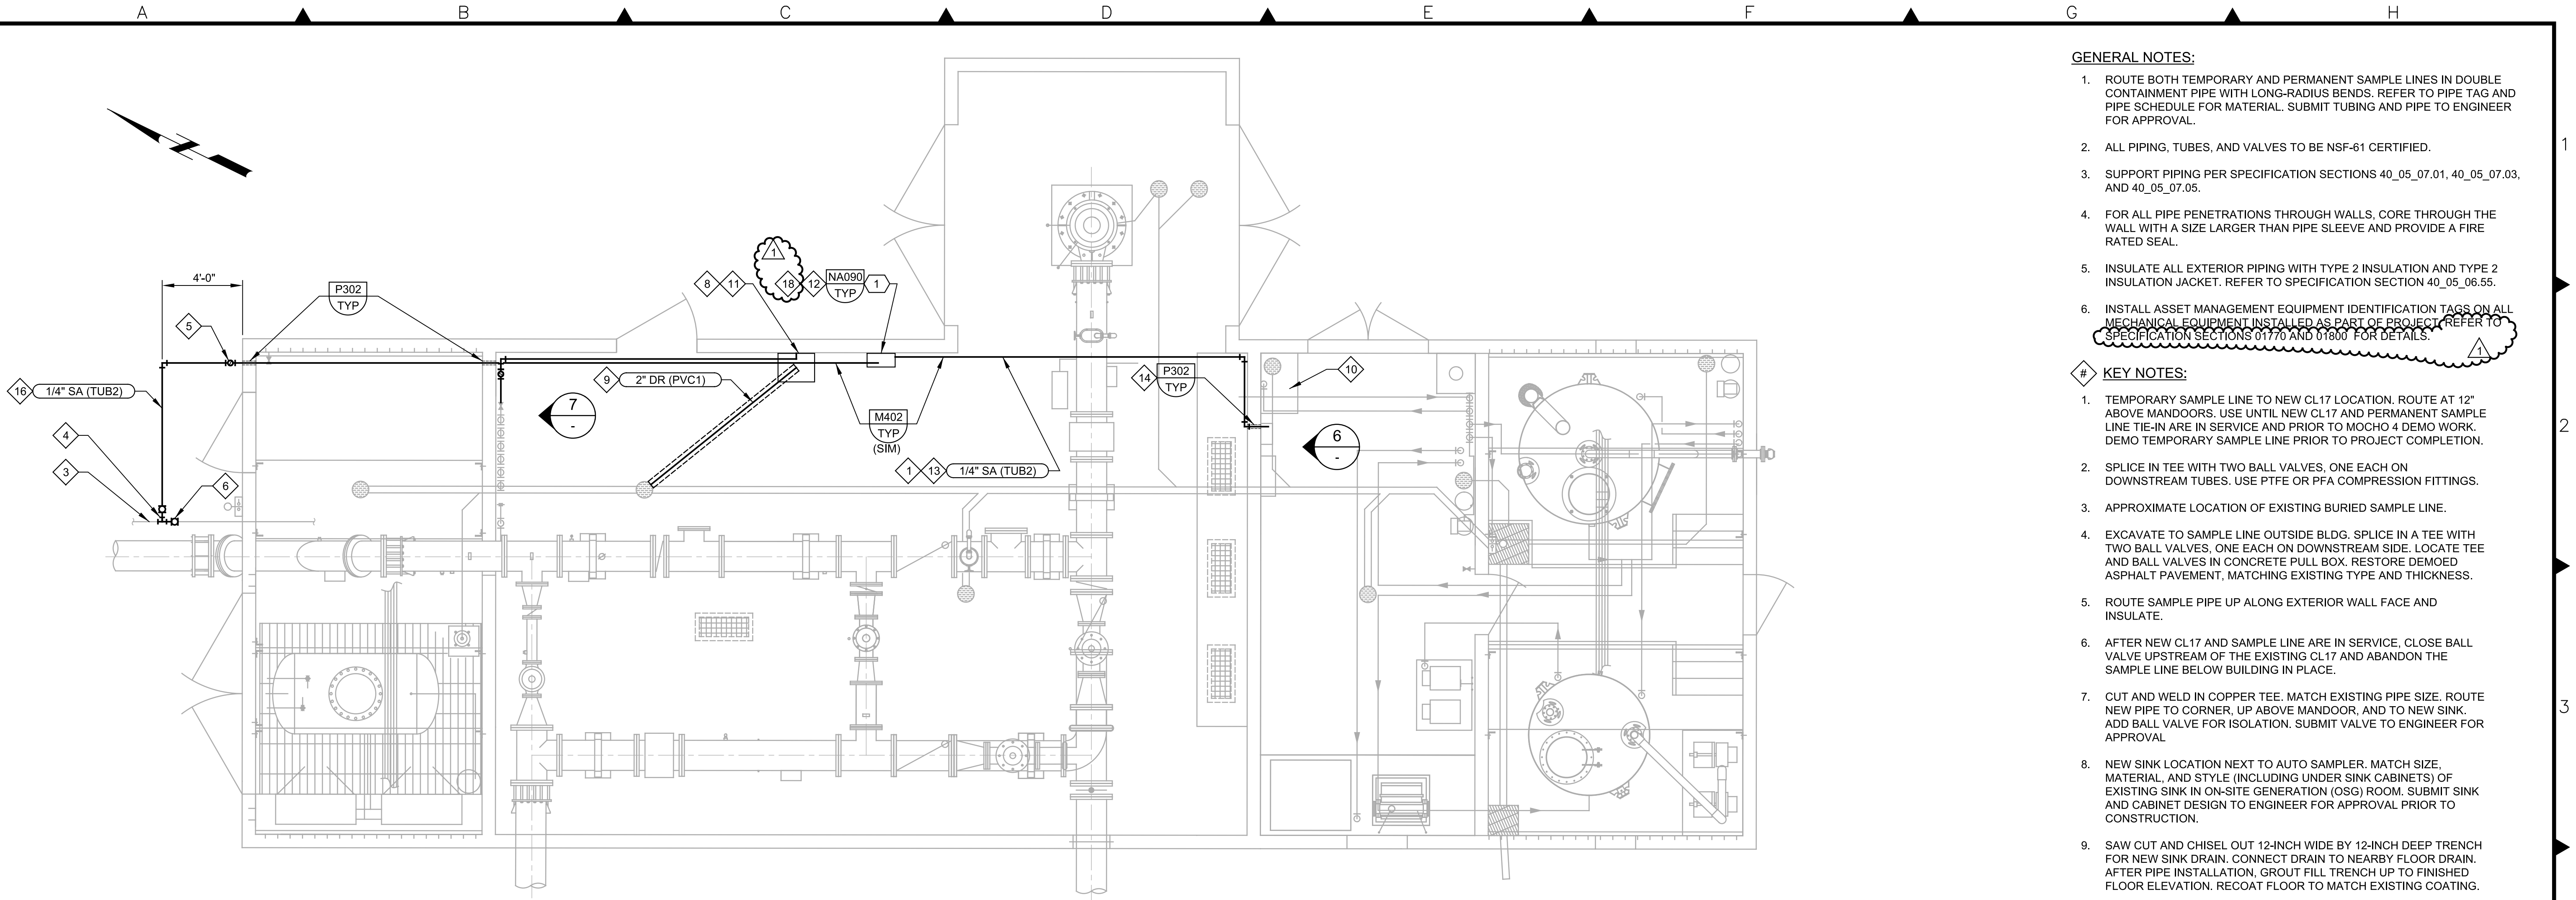 A B C D E F G H
1
2
3
GENERAL NOTES:
1. ROUTE BOTH TEMPORARY AND PERMANENT SAMPLE LINES IN DOUBLE
CONTAINMENT PIPE WITH LONG-RADIUS BENDS. REFER TO PIPE TAG AND
PIPE SCHEDULE FOR MATERIAL. SUBMIT TUBING AND PIPE TO ENGINEER
FOR APPROVAL.
2. ALL PIPING, TUBES, AND VALVES TO BE NSF-61 CERTIFIED.
3. SUPPORT PIPING PER SPECIFICATION SECTIONS 40_05_07.01, 40_05_07.03,
AND 40_05_07.05.
4. FOR ALL PIPE PENETRATIONS THROUGH WALLS, CORE THROUGH THE
WALL WITH A SIZE LARGER THAN PIPE SLEEVE AND PROVIDE A FIRE
RATED SEAL.
5. INSULATE ALL EXTERIOR PIPING WITH TYPE 2 INSULATION AND TYPE 2
INSULATION JACKET. REFER TO SPECIFICATION SECTION 40_05_06.55.
6. INSTALL ASSET MANAGEMENT EQUIPMENT IDENTIFICATION TAGS ON ALL
MECHANICAL EQUIPMENT INSTALLED AS PART OF PROJECT. REFER TO
SPECIFICATION SECTIONS 01770 AND 01800 FOR DETAILS.
1
# KEY NOTES:
1. TEMPORARY SAMPLE LINE TO NEW CL17 LOCATION. ROUTE AT 12"
ABOVE MANDOORS. USE UNTIL NEW CL17 AND PERMANENT SAMPLE
LINE TIE-IN ARE IN SERVICE AND PRIOR TO MOCHO 4 DEMO WORK.
DEMO TEMPORARY SAMPLE LINE PRIOR TO PROJECT COMPLETION.
2. SPLICE IN TEE WITH TWO BALL VALVES, ONE EACH ON
DOWNSTREAM TUBES. USE PTFE OR PFA COMPRESSION FITTINGS.
3. APPROXIMATE LOCATION OF EXISTING BURIED SAMPLE LINE.
4. EXCAVATE TO SAMPLE LINE OUTSIDE BLDG. SPLICE IN A TEE WITH
TWO BALL VALVES, ONE EACH ON DOWNSTREAM SIDE. LOCATE TEE
AND BALL VALVES IN CONCRETE PULL BOX. RESTORE DEMOED
ASPHALT PAVEMENT, MATCHING EXISTING TYPE AND THICKNESS.
5. ROUTE SAMPLE PIPE UP ALONG EXTERIOR WALL FACE AND
INSULATE.
6. AFTER NEW CL17 AND SAMPLE LINE ARE IN SERVICE, CLOSE BALL
VALVE UPSTREAM OF THE EXISTING CL17 AND ABANDON THE
SAMPLE LINE BELOW BUILDING IN PLACE.
7. CUT AND WELD IN COPPER TEE. MATCH EXISTING PIPE SIZE. ROUTE
NEW PIPE TO CORNER, UP ABOVE MANDOOR, AND TO NEW SINK.
ADD BALL VALVE FOR ISOLATION. SUBMIT VALVE TO ENGINEER FOR
APPROVAL
8. NEW SINK LOCATION NEXT TO AUTO SAMPLER. MATCH SIZE,
MATERIAL, AND STYLE (INCLUDING UNDER SINK CABINETS) OF
EXISTING SINK IN ON-SITE GENERATION (OSG) ROOM. SUBMIT SINK
AND CABINET DESIGN TO ENGINEER FOR APPROVAL PRIOR TO
CONSTRUCTION.
9. SAW CUT AND CHISEL OUT 12-INCH WIDE BY 12-INCH DEEP TRENCH
FOR NEW SINK DRAIN. CONNECT DRAIN TO NEARBY FLOOR DRAIN.
AFTER PIPE INSTALLATION, GROUT FILL TRENCH UP TO FINISHED
FLOOR ELEVATION. RECOAT FLOOR TO MATCH EXISTING COATING.
4'-0"
P302
TYP
5
16 1/4" SA (TUB2)
4
3
6
1
8 11 18 12 NA090 1
TYP
9 2" DR (PVC1)
7
-
M402
TYP
(SIM)
1 13 1/4" SA (TUB2)
14 P302
TYP
10
6
-